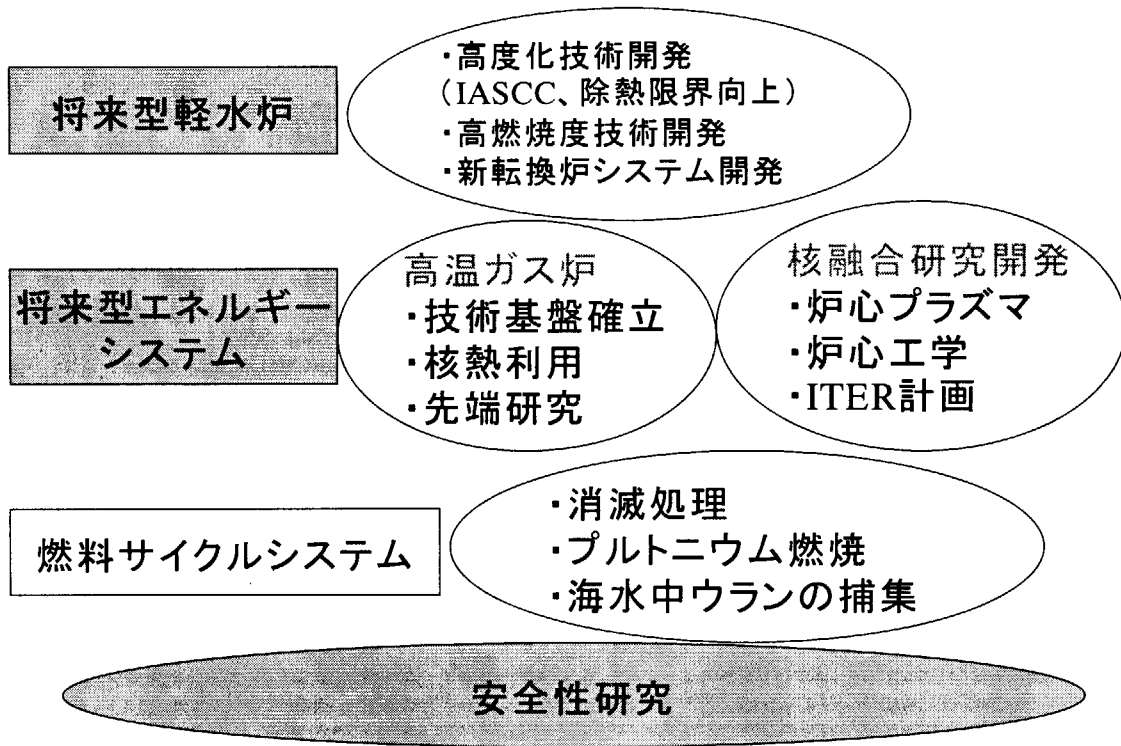 将来型軽水炉
・高度化技術開発
(IASCC、除熱限界向上)
・高燃焼度技術開発
・新転換炉システム開発
将来型エネルギー
システム
高温ガス炉
・技術基盤確立
・核熱利用
・先端研究
核融合研究開発
・炉心プラズマ
・炉心工学
・ITER計画
燃料サイクルシステム
・消滅処理
・プルトニウム燃焼
・海水中ウランの捕集
安全性研究